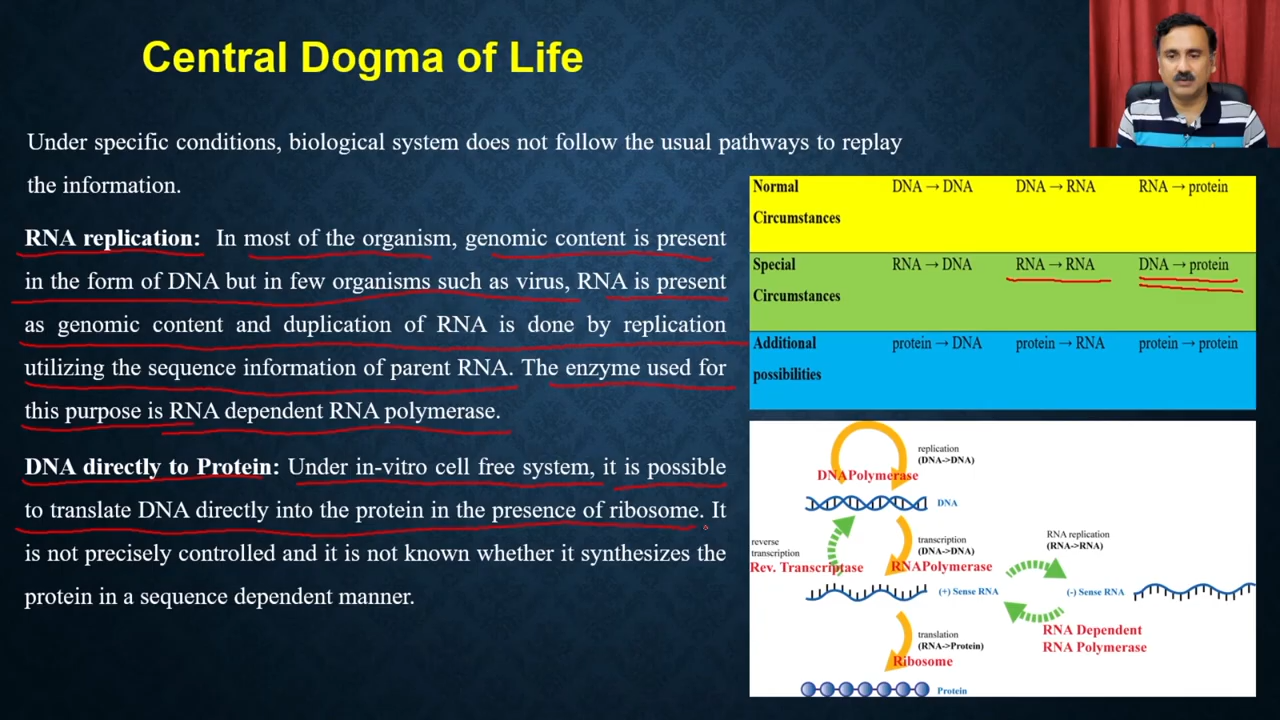 Central Dogma of Life
Under specific conditions, biological system does not follow the usual pathways to replay
the information.
RNA replication: In most of the organism, genomic content is present
in the form of DNA but in few organisms such as virus, RNA is present
as genomic content and duplication of RNA is done by replication
utilizing the sequence information of parent RNA. The enzyme used for
this purpose is RNA dependent RNA polymerase.
DNA directly to Protein: Under in-vitro cell free system, it is possible
to translate DNA directly into the protein in the presence of ribosome. It
is not precisely controlled and it is not known whether it synthesizes the
protein in a sequence dependent manner.
Normal DNA → DNA DNA → RNA RNA → protein
Circumstances
Special RNA → DNA RNA → RNA DNA → protein
Circumstances
Additional protein → DNA protein → RNA protein → protein
possibilities
replication
(DNA->DNA)
DNAPolymerase
DNA
reverse
transcription
Rev. Transcriptase
transcription
(DNA->DNA)
RNAPolymerase
RNA replication
(RNA->RNA)
(+) Sense RNA
(-) Sense RNA
RNA Dependent
RNA Polymerase
translation
(RNA->Protein)
Ribosome
Protein